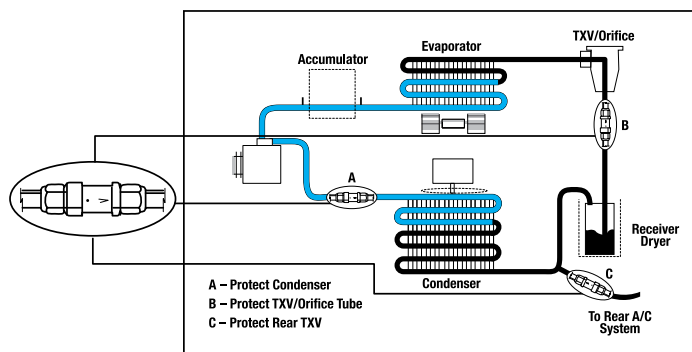 TXV/Orifice
Evaporator
Accumulator
B
A
Receiver
Dryer
C
Condenser
A – Protect Condenser
B – Protect TXV/Orifice Tube
C – Protect Rear TXV
To Rear A/C
System